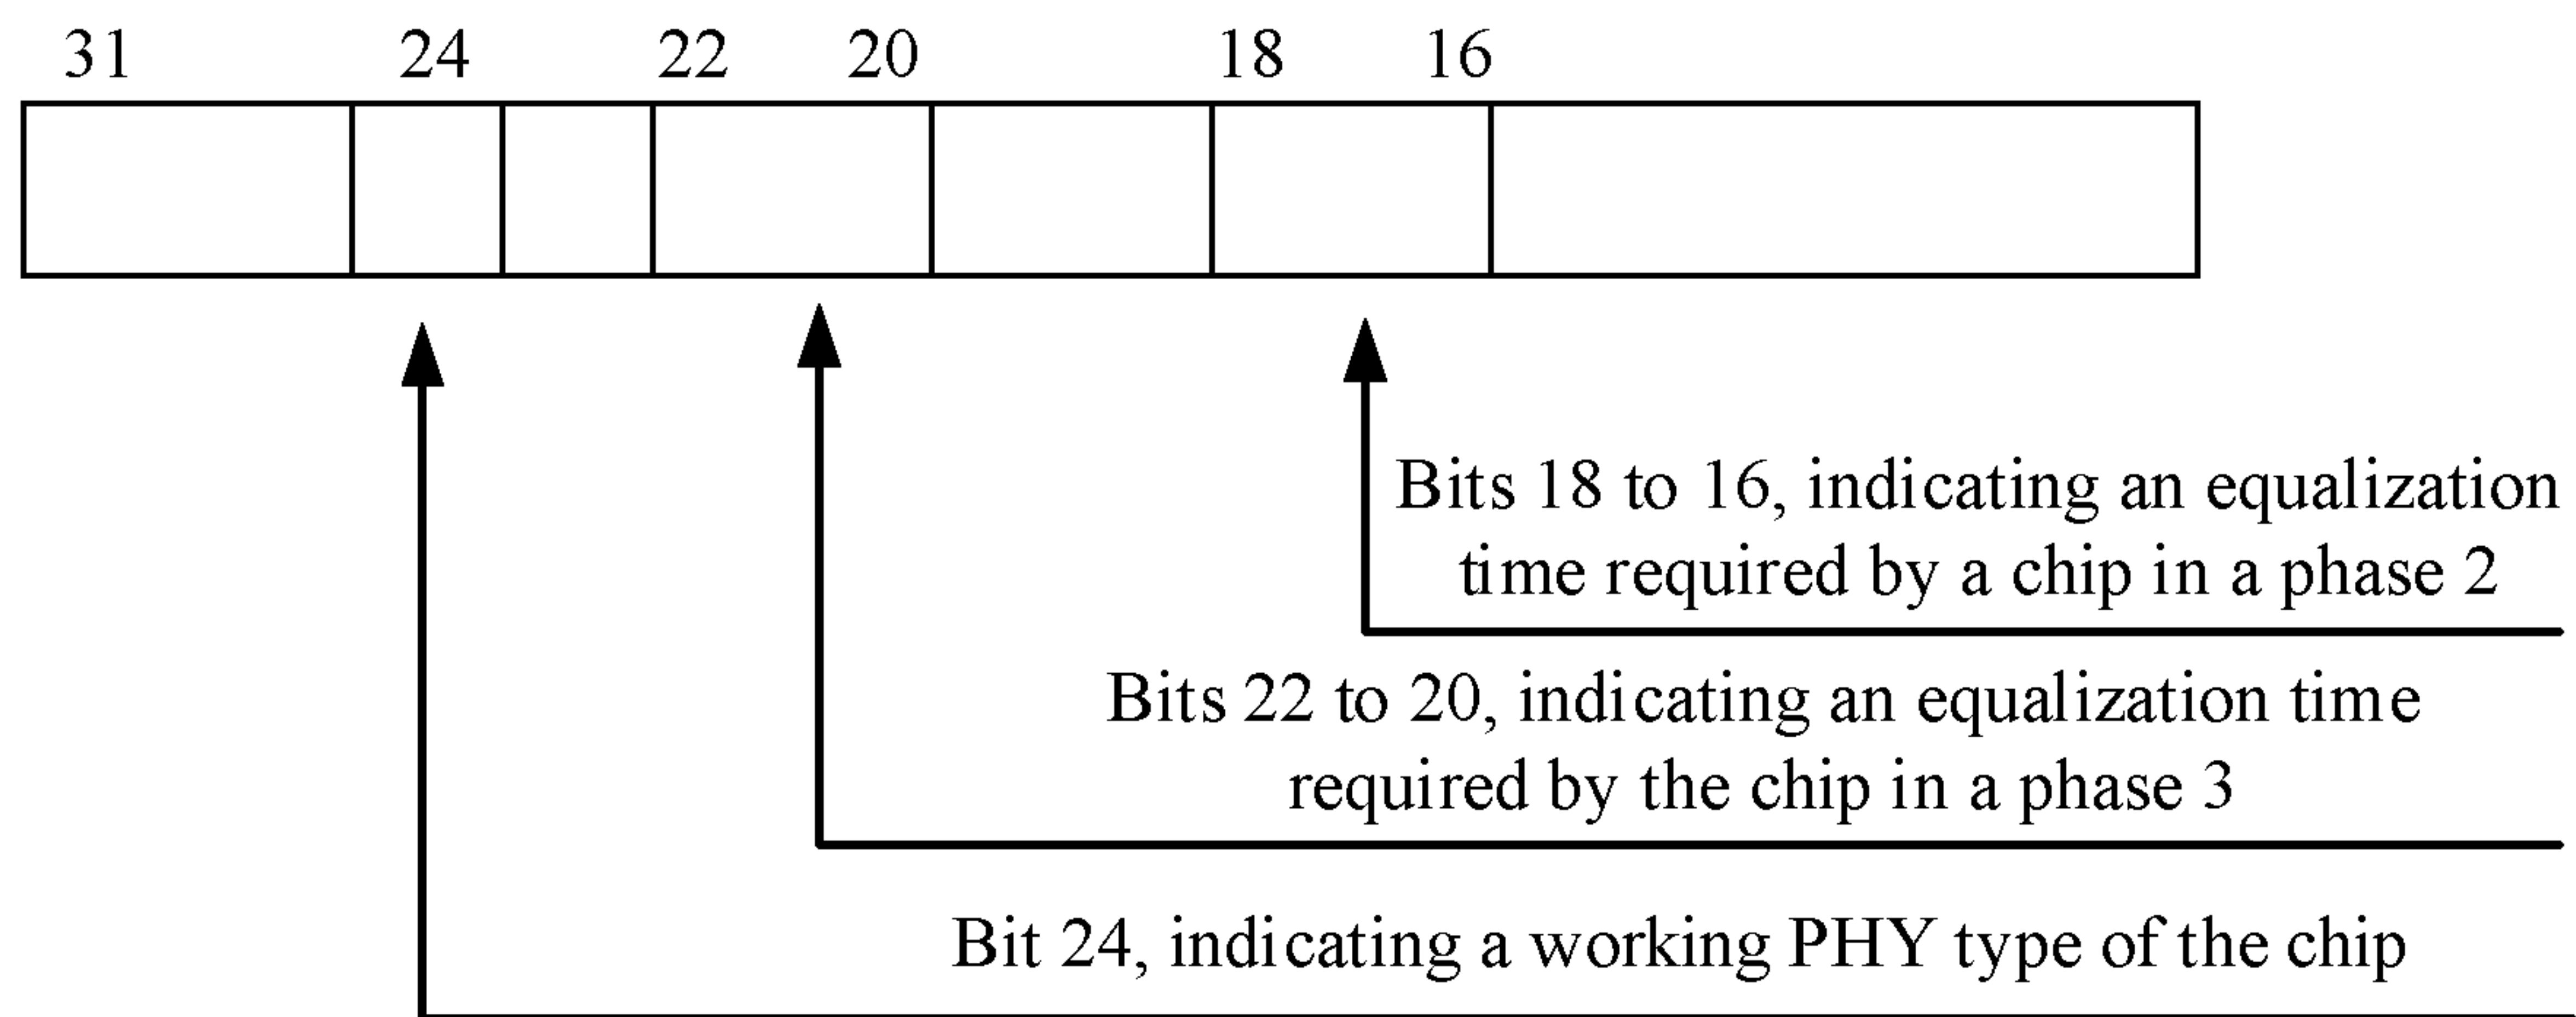 31 24 22 20 18 16
Bits 18 to 16, indicating an equalization
time required by a chip in a phase 2
Bits 22 to 20, indicating an equalization time
required by the chip in a phase 3
Bit 24, indicating a working PHY type of the chip